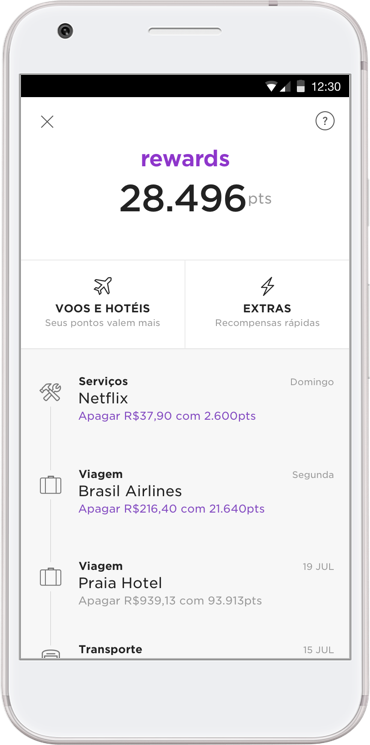 12:30
?
rewards
28.496pts
VOOS E HOTÉIS
Seus pontos valem mais
EXTRAS
Recompensas rápidas
Serviços
Domingo
Netflix
Apagar R$37,90 com 2.600pts
Viagem
Segunda
Brasil Airlines
Apagar R$216,40 com 21.640pts
Viagem
19 JUL
Praia Hotel
Apagar R$939,13 com 93.913pts
Transporte
15 JUL